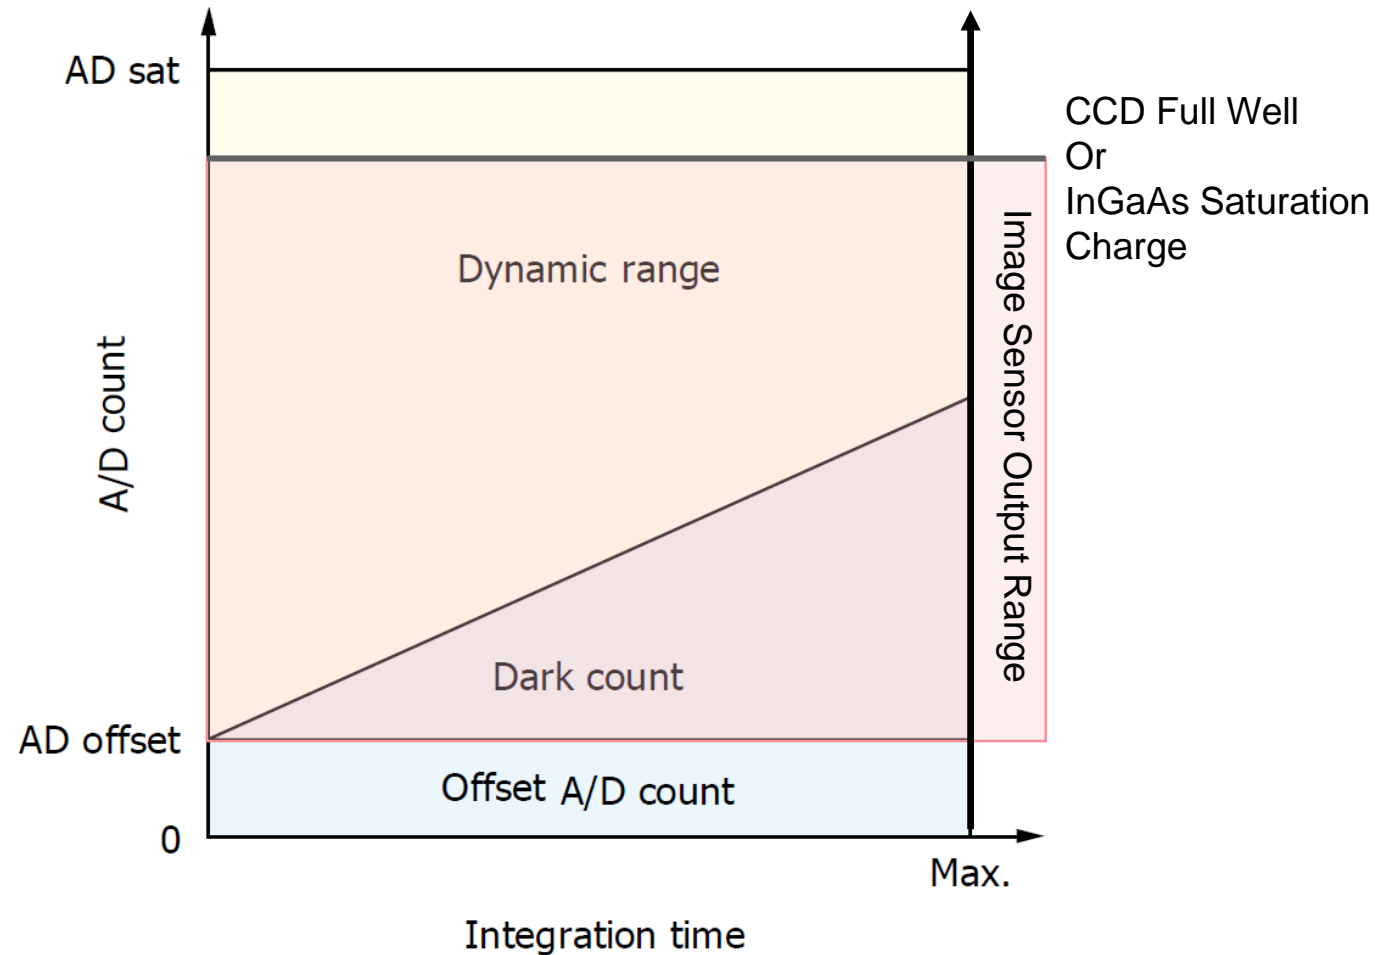 AD sat
CCD Full Well
Or
InGaAs Saturation
Charge
Dynamic range
Image Sensor Output Range
A/D count
Dark count
AD offset
Offset A/D count
0
Max.
Integration time